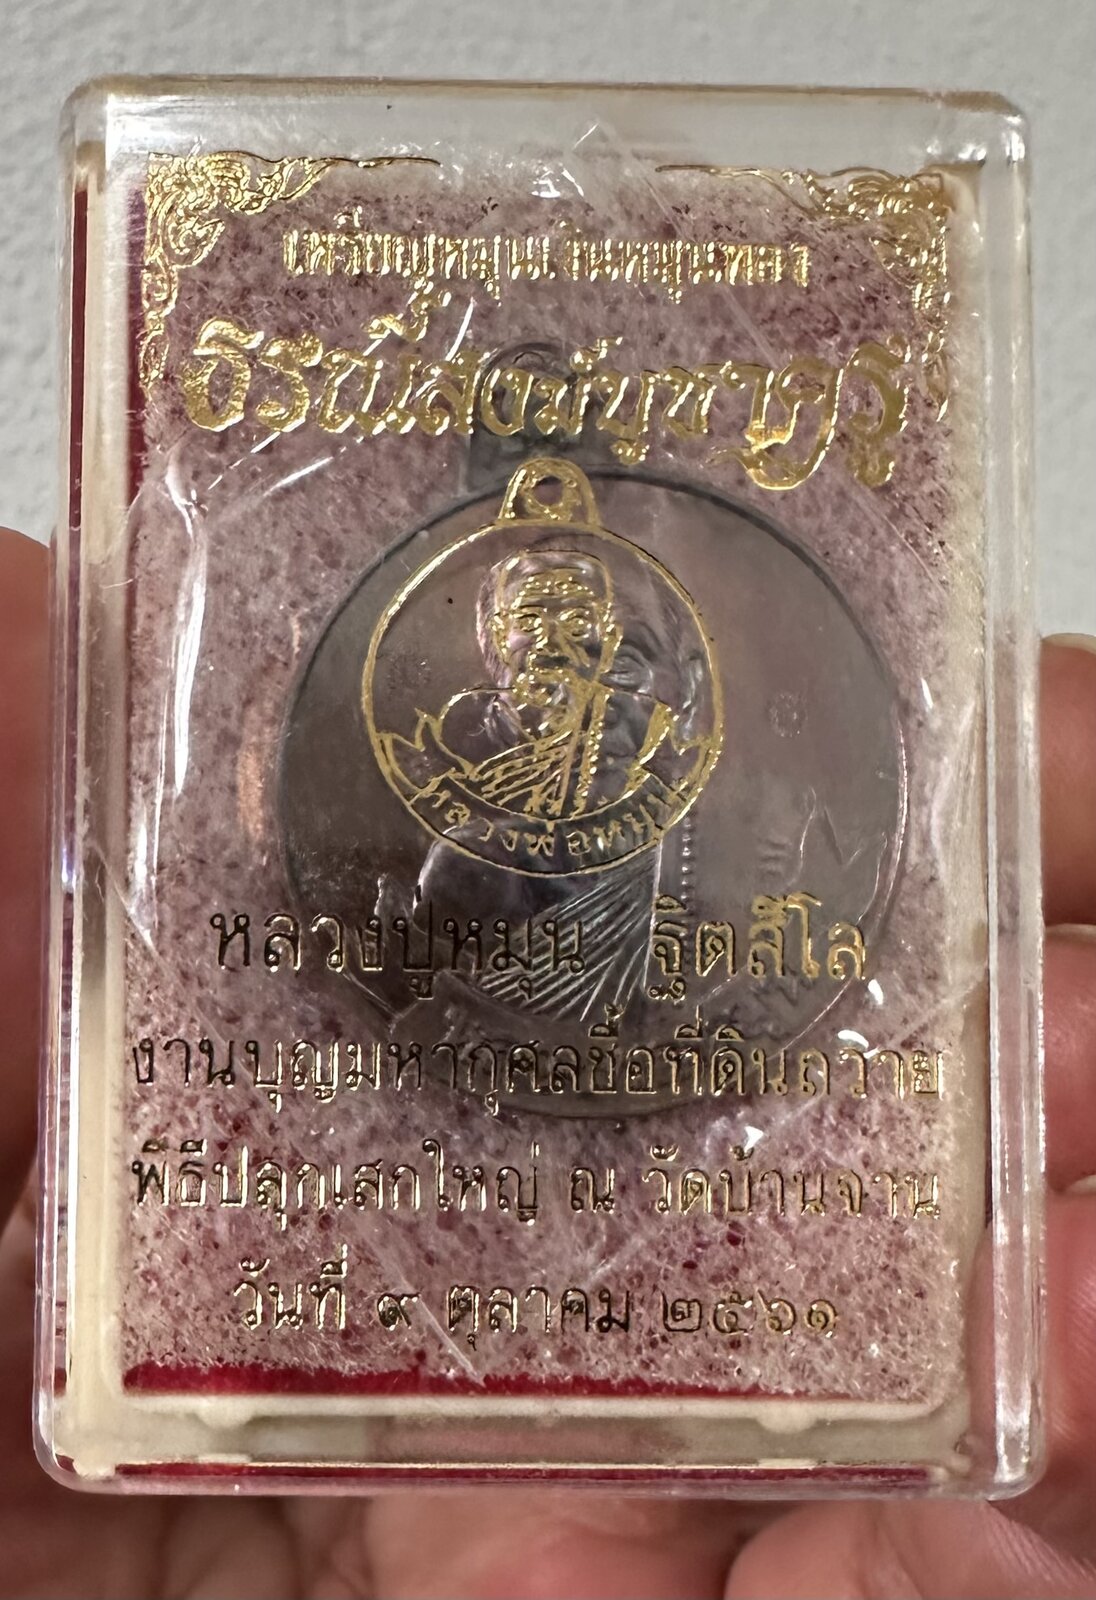 เหรียญหมุนเงินหมุนทอง
ธรณีสงฆ์บูชาครู
หลวงพ่อหมุน
หลวงปู่หมุน ฐิตสีโล
งานบุญมหากุศลซื้อที่ดินถวาย
พิธีปลุกเสกใหญ่ ณ วัดบ้านจาน
วันที่ ๙ ตุลาคม ๒๕๖๑